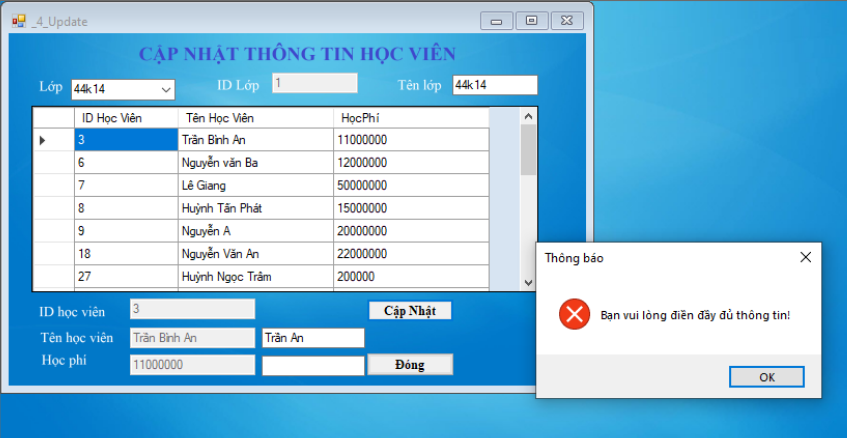 _4_Update
CẬP NHẬT THÔNG TIN HỌC VIÊN
Lớp 44k14 ID Lớp 1 Tên lớp 44k14
ID Học Viên Tên Học Viên HọcPhí
3 Trần Bình An 11000000
6 Nguyễn văn Ba 12000000
7 Lê Giang 50000000
8 Huỳnh Tấn Phát 15000000
9 Nguyễn A 20000000
18 Nguyễn Văn An 22000000
27 Huỳnh Ngọc Trâm 200000
ID học viên 3 Cập Nhật
Tên học viên Trần Bình An Trần An
Học phí 11000000 Đóng
Thông báo
Bạn vui lòng điền đầy đủ thông tin!
OK